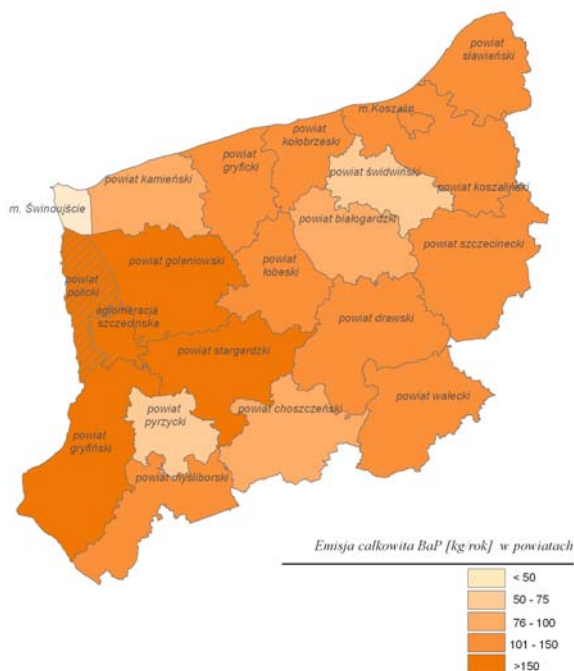 powiat
sławieński
m.Koszalin
powiat
kołobrzeski
powiat
gryficki
powiat kamieński
powiat świdwiński
powiat koszaliński
m. Świnoujście
powiat białogardzki
powiat szczecinecki
powiat goleniowski
powiat
łobeski
powiat
policki
aglomeracja
szczecińska
powiat drawski
powiat stargardzki
powiat wałecki
powiat choszczeński
powiat
pyrzycki
powiat
gryfiński
powiat myśliborski
Emisja całkowita BaP [kg/rok] w powiatach
< 50
50 - 75
76 - 100
101 - 150
>150